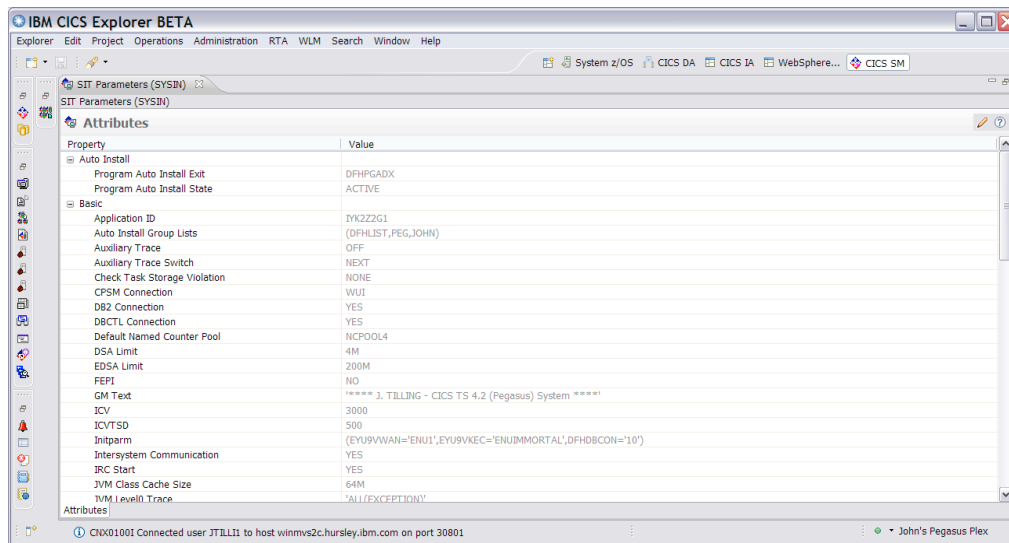 IBM CICS Explorer BETA
Explorer Edit Project Operations Administration RTA WLM Search Window Help
System z/OS CICS DA CICS IA WebSphere... CICS SM
SIT Parameters (SYSIN)
SIT Parameters (SYSIN)
Attributes
Property Value
Auto Install
Program Auto Install Exit DFHPGADX
Program Auto Install State ACTIVE
Basic
Application ID IYK2Z2G1
Auto Install Group Lists (DFHLIST,PEG,JOHN)
Auxiliary Trace OFF
Auxiliary Trace Switch NEXT
Check Task Storage Violation NONE
CPSM Connection WUI
DB2 Connection YES
DBCTL Connection YES
Default Named Counter Pool NCPOOL4
DSA Limit 4M
EDSA Limit 200M
FEPI NO
GM Text '**** J. TILLING - CICS TS 4.2 (Pegasus) System ****'
ICV 3000
ICVTSD 500
Initparm (EYU9VWAN='ENU1',EYU9VKEC='ENUIMMORTAL',DFHDBCON='10')
Intersystem Communication YES
IRC Start YES
JVM Class Cache Size 64M
JVM Level0 Trace 'ALL(EXCEPTION)'
Attributes
CNX0100I Connected user JTILLI1 to host winmvs2c.hursley.ibm.com on port 30801
John's Pegasus Plex